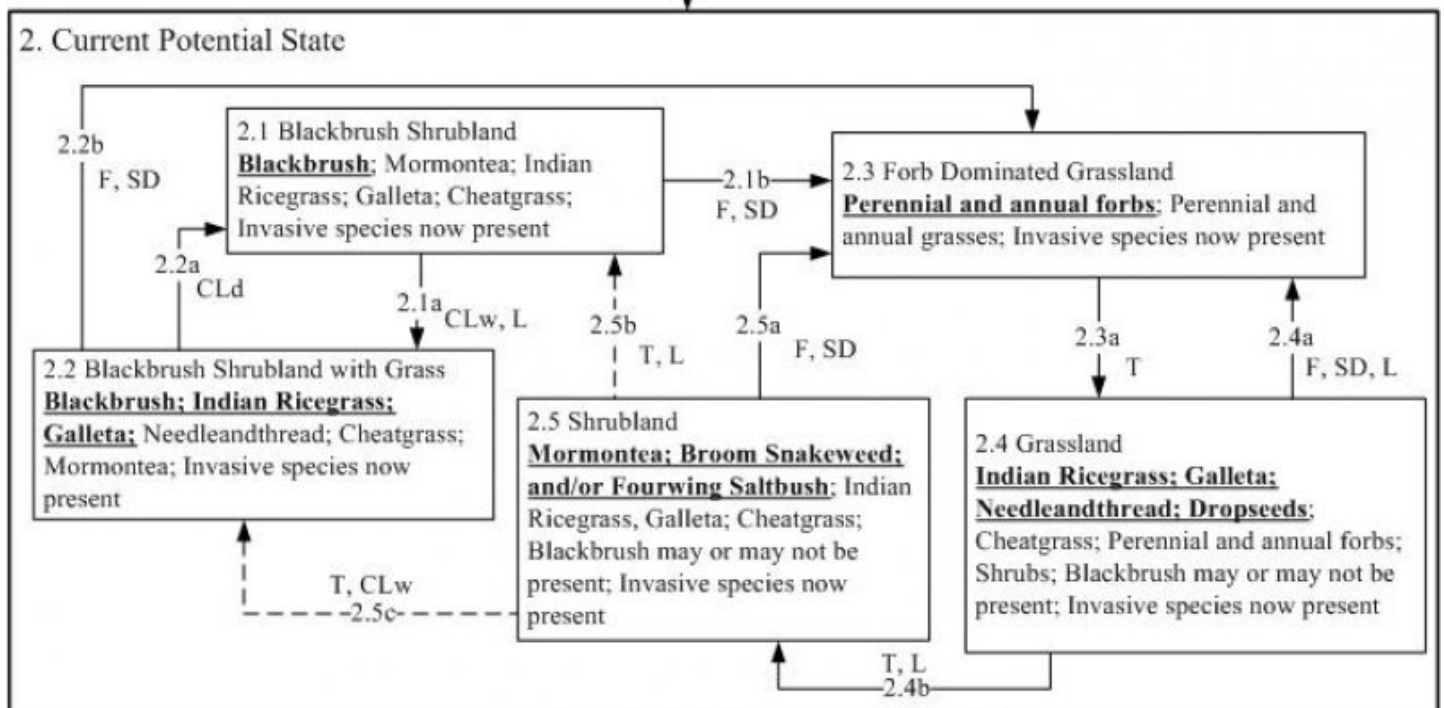 2. Current Potential State
2.2b
F, SD
2.1 Blackbrush Shrubland
Blackbrush; Mormontea; Indian
Ricegrass; Galleta; Cheatgrass;
Invasive species now present
2.1b
F, SD
2.3 Forb Dominated Grassland
Perennial and annual forbs; Perennial and
annual grasses; Invasive species now present
2.2a
CLd
2.1a
CLw, L
2.5b
T, L
2.5a
F, SD
2.3a
T
2.4a
F, SD, L
2.2 Blackbrush Shrubland with Grass
Blackbrush; Indian Ricegrass;
Galleta; Needleandthread; Cheatgrass;
Mormontea; Invasive species now
present
2.5 Shrubland
Mormontea; Broom Snakeweed;
and/or Fourwing Saltbush; Indian
Ricegrass, Galleta; Cheatgrass;
Blackbrush may or may not be
present; Invasive species now
present
2.4 Grassland
Indian Ricegrass; Galleta;
Needleandthread; Dropseeds;
Cheatgrass; Perennial and annual forbs;
Shrubs; Blackbrush may or may not be
present; Invasive species now present
T, CLw
2.5c
T, L
2.4b